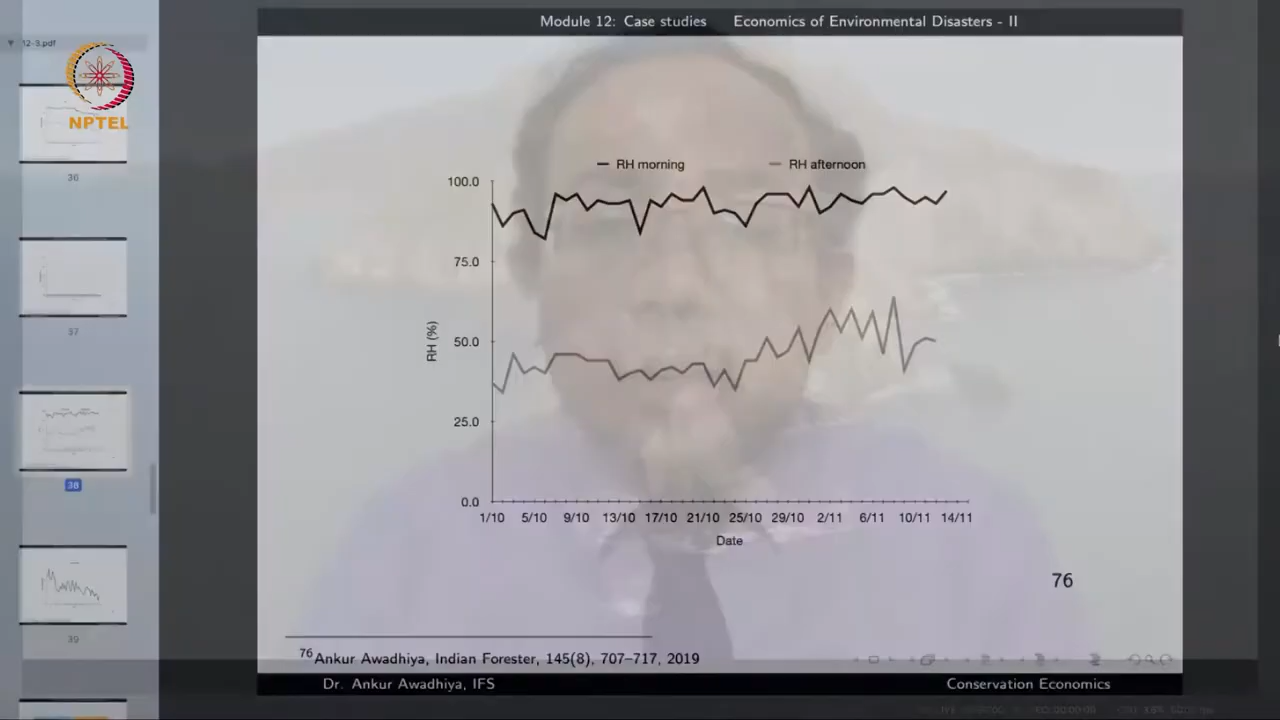 Module 12: Case studies Economics of Environmental Disasters - II
12-3.pdf
NPTEL
36
37
38
39
RH morning RH afternoon
100.0
75.0
50.0
25.0
0.0
RH (%)
1/10 5/10 9/10 13/10 17/10 21/10 25/10 29/10 2/11 6/11 10/11 14/11
Date
76
76 Ankur Awadhiya, Indian Forester, 145(8), 707–717, 2019
Dr. Ankur Awadhiya, IFS Conservation Economics